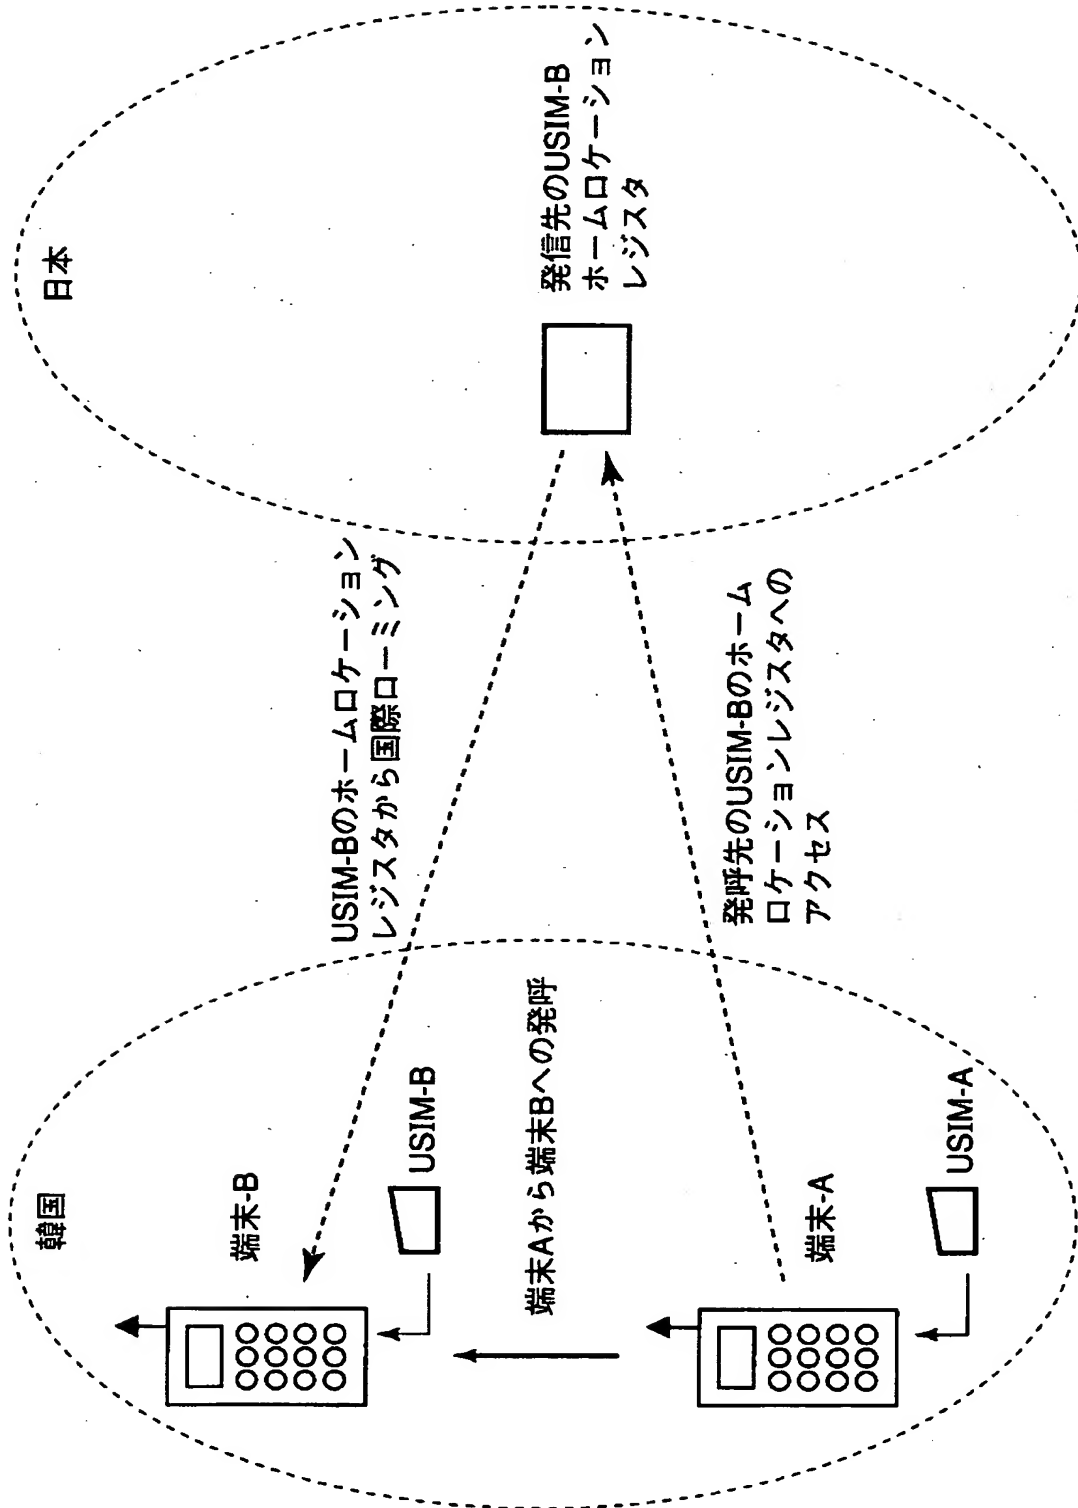 韓国
日本
端末-B
USIM-B
USIM-Bのホームロケーション
レジスタから国際ローミング
発信先のUSIM-B
ホームロケーション
レジスタ
端末Aから端末Bへの発呼
発呼先のUSIM-Bのホーム
ロケーションレジスタへの
アクセス
端末-A
USIM-A